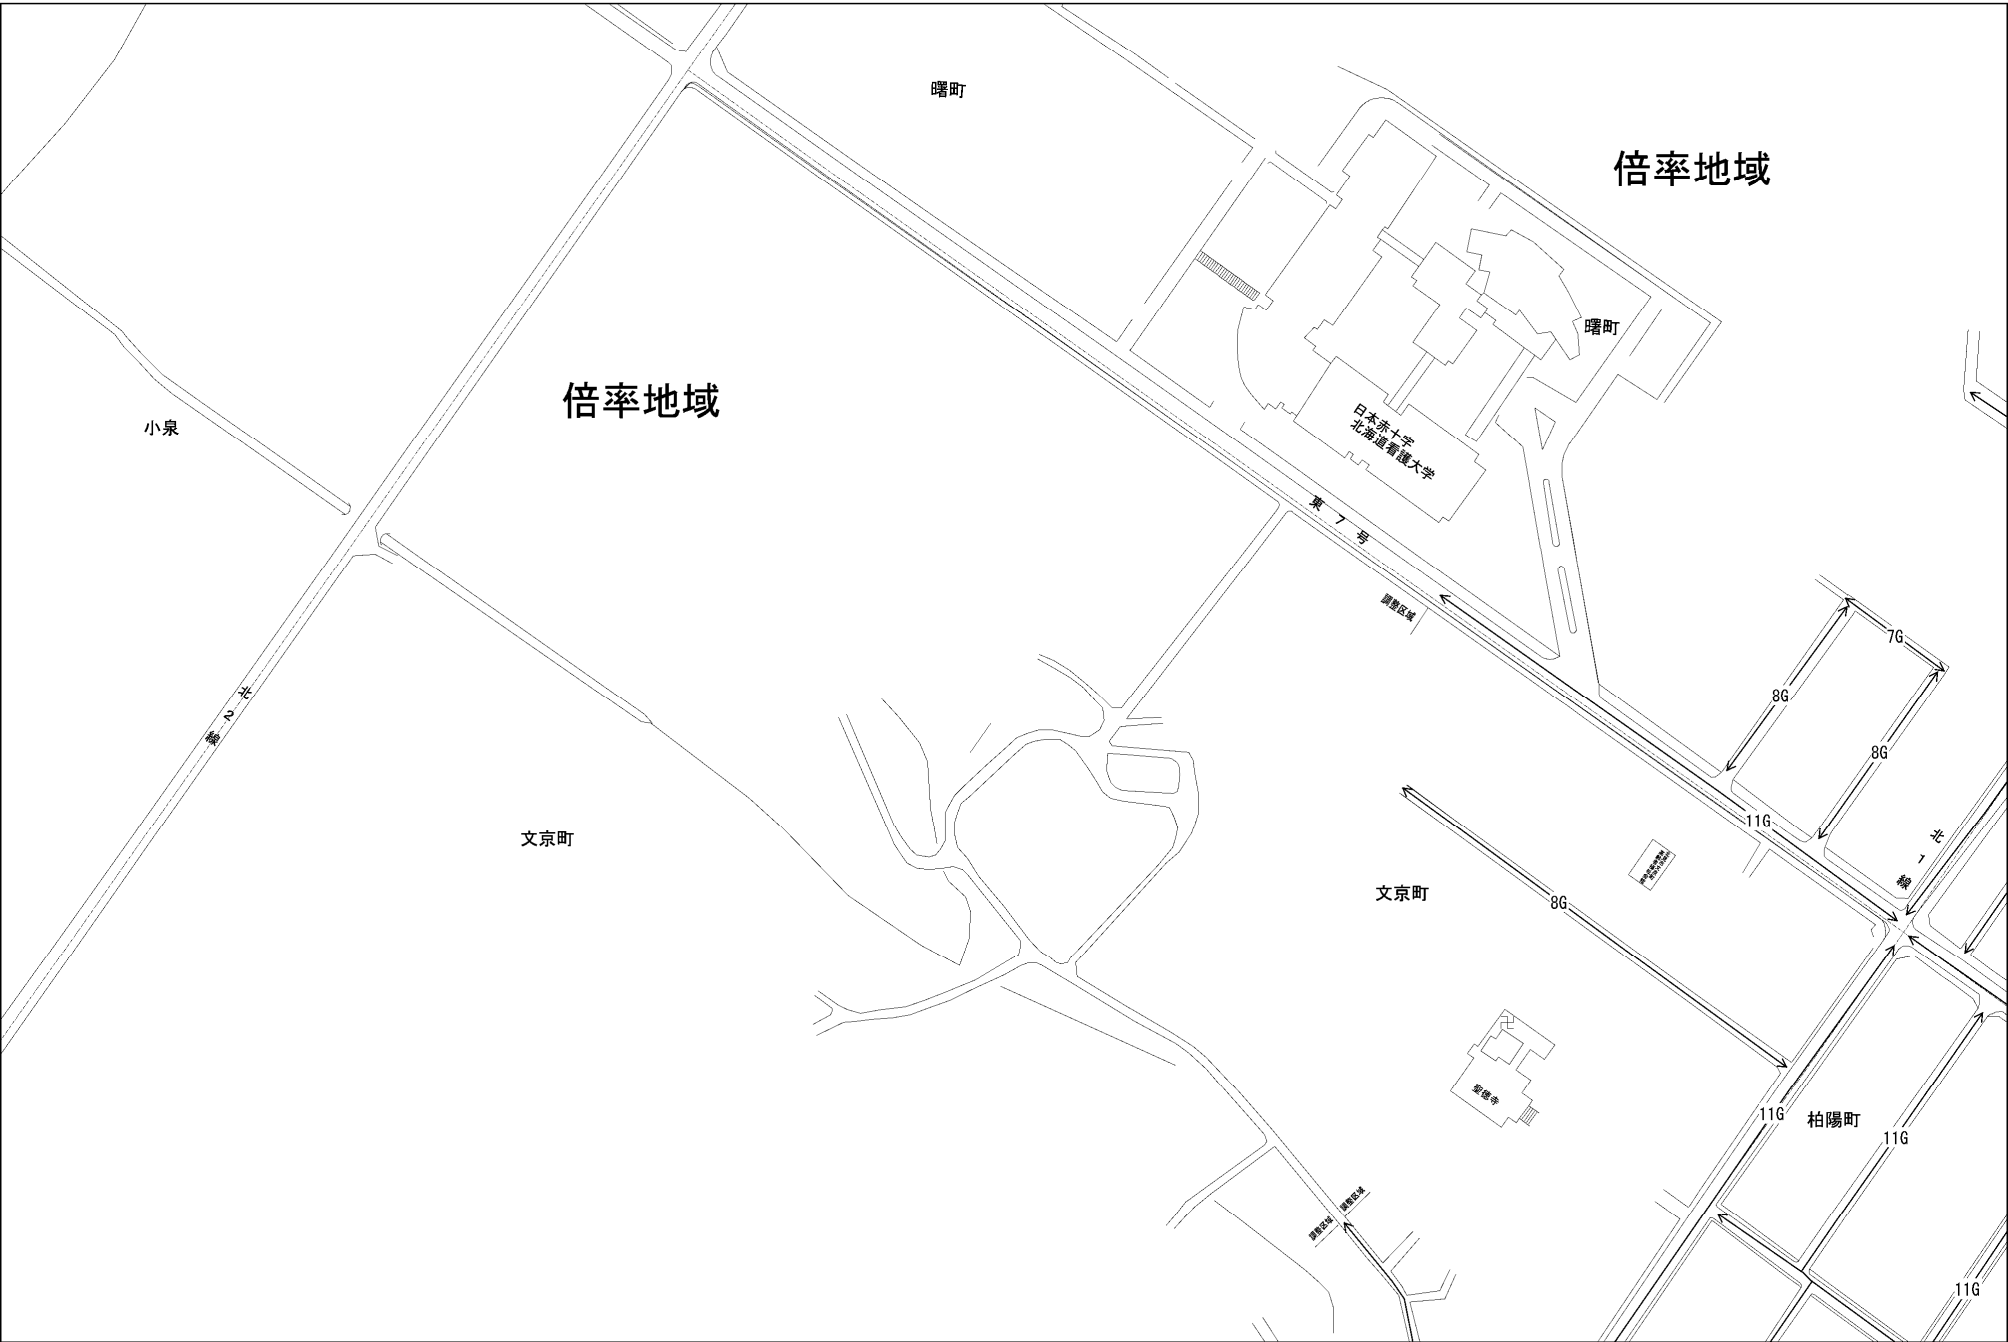 曙町
倍率地域
曙町
倍率地域
小泉
日本赤十字
北海道看護大学
東7号
調整区域
7G
8G
8G
北2線
11G
北1線
文京町
文京町
8G
聖徳寺
11G
柏陽町
11G
調整区域
調整区域
11G